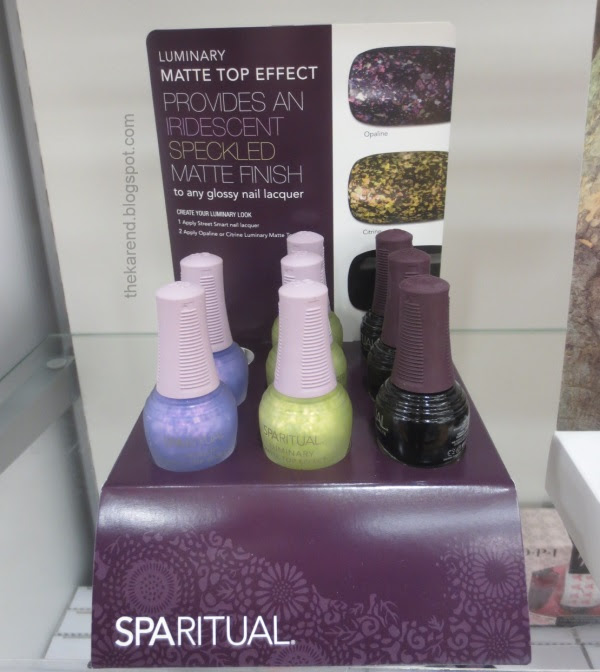 LUMINARY
MATTE TOP EFFECT
PROVIDES AN
IRIDESCENT
SPECKLED
MATTE FINISH
to any glossy nail lacquer
CREATE YOUR LUMINARY LOOK
1 Apply Street Smart nail lacquer
2 Apply Opaline or Citrine Luminary Matte
Opaline
Citrine
thekarend.blogspot.com
SPARITUAL
LUMINARY
SPARITUAL®
O·P·I